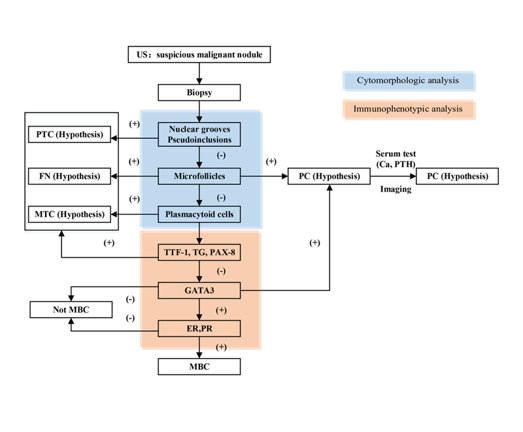 US: suspicious malignant nodule
Biopsy
Cytomorphologic analysis
Immunophenotypic analysis
(+)
Nuclear grooves
Pseudoinclusions
PTC (Hypothesis)
(-)
(+)
(+)
FN (Hypothesis)
Microfollicles
PC (Hypothesis)
Serum test
(Ca, PTH)
Imaging
PC (Hypothesis)
(-)
(+)
MTC (Hypothesis)
Plasmacytoid cells
(+)
(+)
TTF-1, TG, PAX-8
(-)
GATA3
(-)
(+)
Not MBC
(-)
ER,PR
(+)
MBC